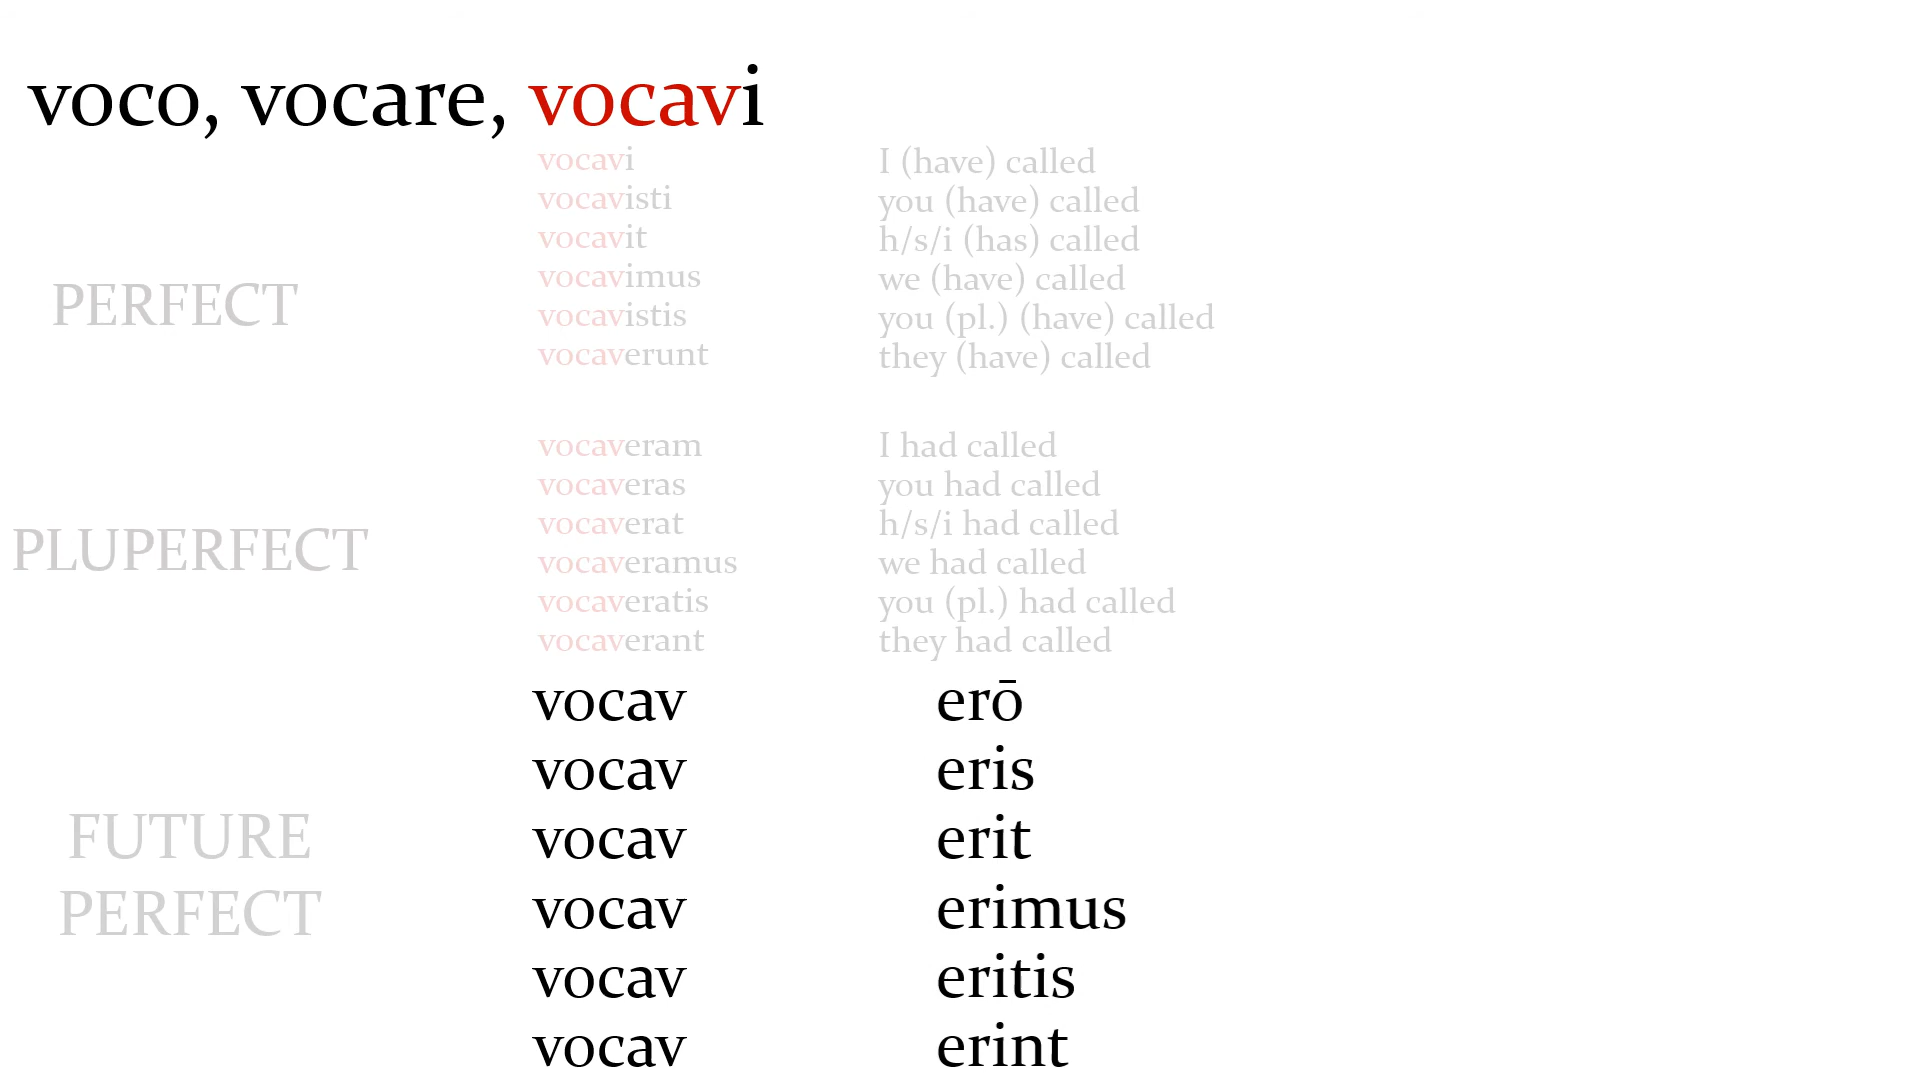 voco, vocare, vocavi
vocavi I (have) called
vocavisti you (have) called
vocavit h/s/i (has) called
vocavimus we (have) called
vocavistis you (pl.) (have) called
vocaverunt they (have) called
PERFECT
vocaveram I had called
vocaveras you had called
vocaverat h/s/i had called
vocaveramus we had called
vocaveratis you (pl.) had called
vocaverant they had called
PLUPERFECT
vocav erō
vocav eris
vocav erit
vocav erimus
vocav eritis
vocav erint
FUTURE
PERFECT